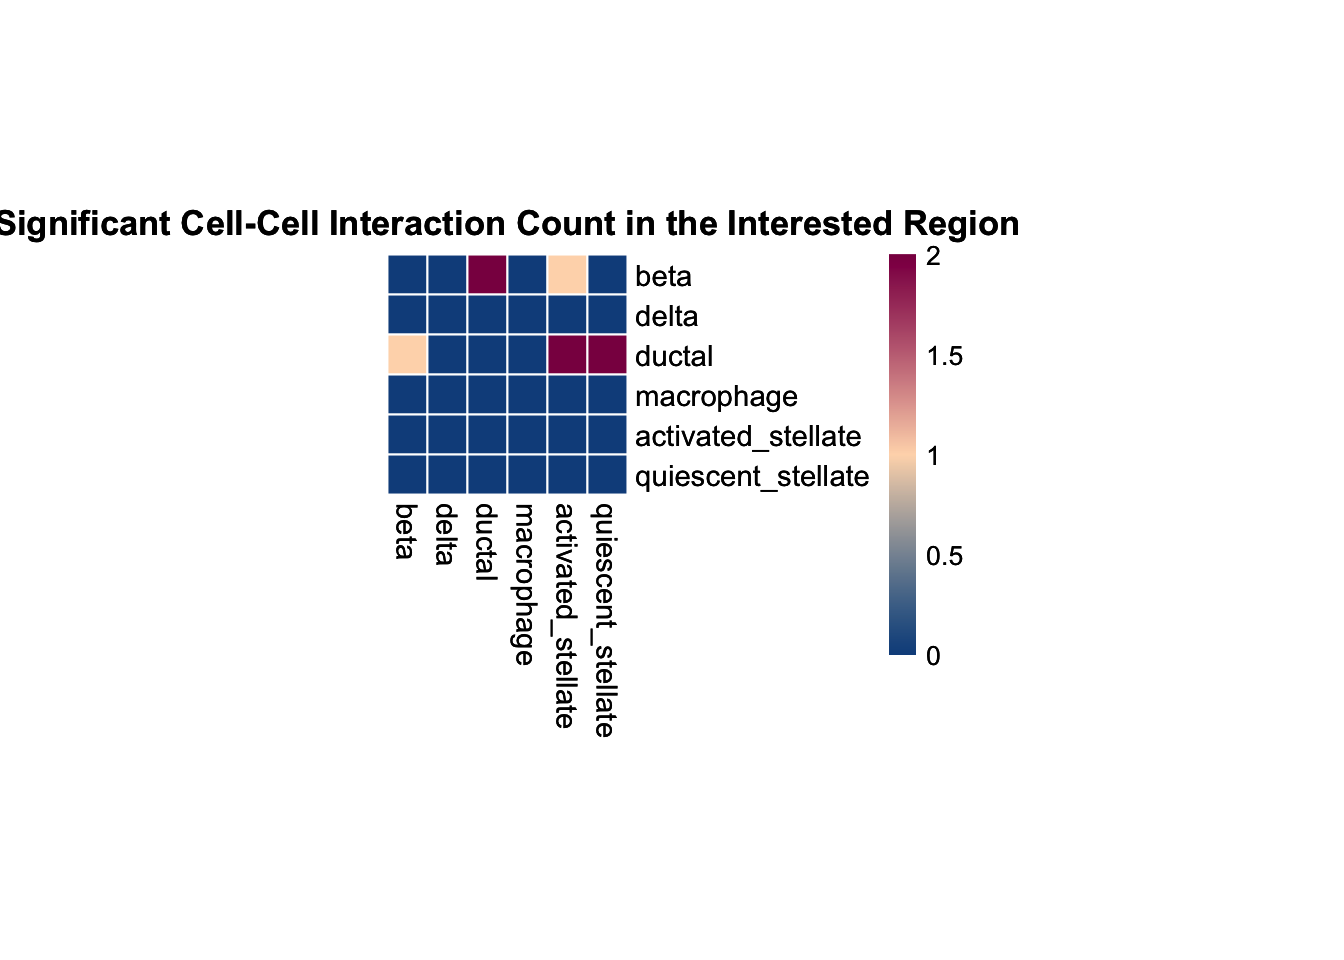 Significant Cell-Cell Interaction Count in the Interested Region
beta
delta
ductal
macrophage
activated_stellate
quiescent_stellate
2
1.5
1
0.5
0
beta
delta
ductal
macrophage
activated_stellate
quiescent_stellate